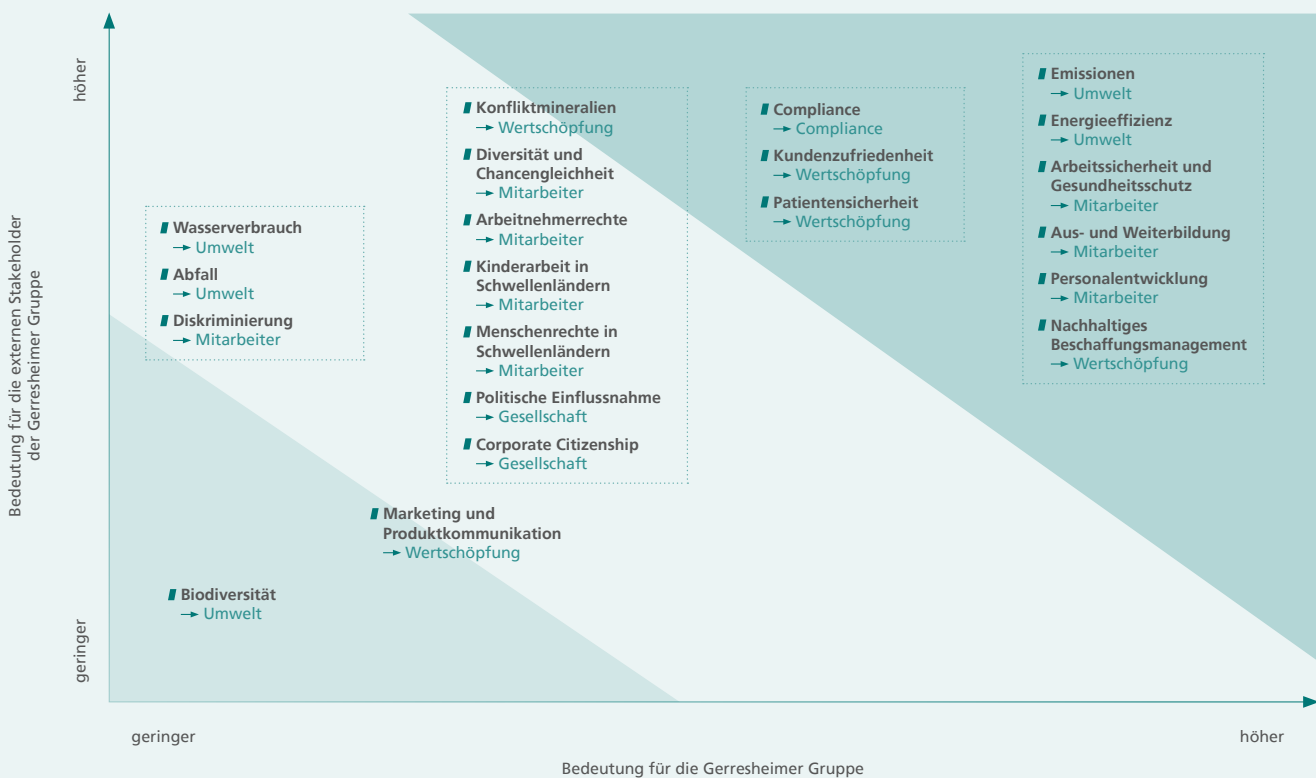 höher
Bedeutung für die externen Stakeholder
der Gerresheimer Gruppe
geringer
Wasserverbrauch
→ Umwelt
Abfall
→ Umwelt
Diskriminierung
→ Mitarbeiter
Konfliktmineralien
→ Wertschöpfung
Diversität und
Chancengleichheit
→ Mitarbeiter
Arbeitnehmerrechte
→ Mitarbeiter
Kinderarbeit in
Schwellenländern
→ Mitarbeiter
Menschenrechte in
Schwellenländern
→ Mitarbeiter
Politische Einflussnahme
→ Gesellschaft
Corporate Citizenship
→ Gesellschaft
Compliance
→ Compliance
Kundenzufriedenheit
→ Wertschöpfung
Patientensicherheit
→ Wertschöpfung
Emissionen
→ Umwelt
Energieeffizienz
→ Umwelt
Arbeitssicherheit und
Gesundheitsschutz
→ Mitarbeiter
Aus- und Weiterbildung
→ Mitarbeiter
Personalentwicklung
→ Mitarbeiter
Nachhaltiges
Beschaffungsmanagement
→ Wertschöpfung
Marketing und
Produktkommunikation
→ Wertschöpfung
Biodiversität
→ Umwelt
geringer
höher
Bedeutung für die Gerresheimer Gruppe